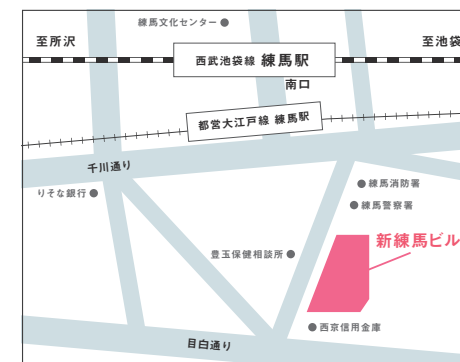 練馬文化センター
至所沢
至池袋
西武池袋線 練馬駅
南口
都営大江戸線 練馬駅
千川通り
りそな銀行
練馬消防署
練馬警察署
新練馬ビル
豊玉保健相談所
西京信用金庫
目白通り